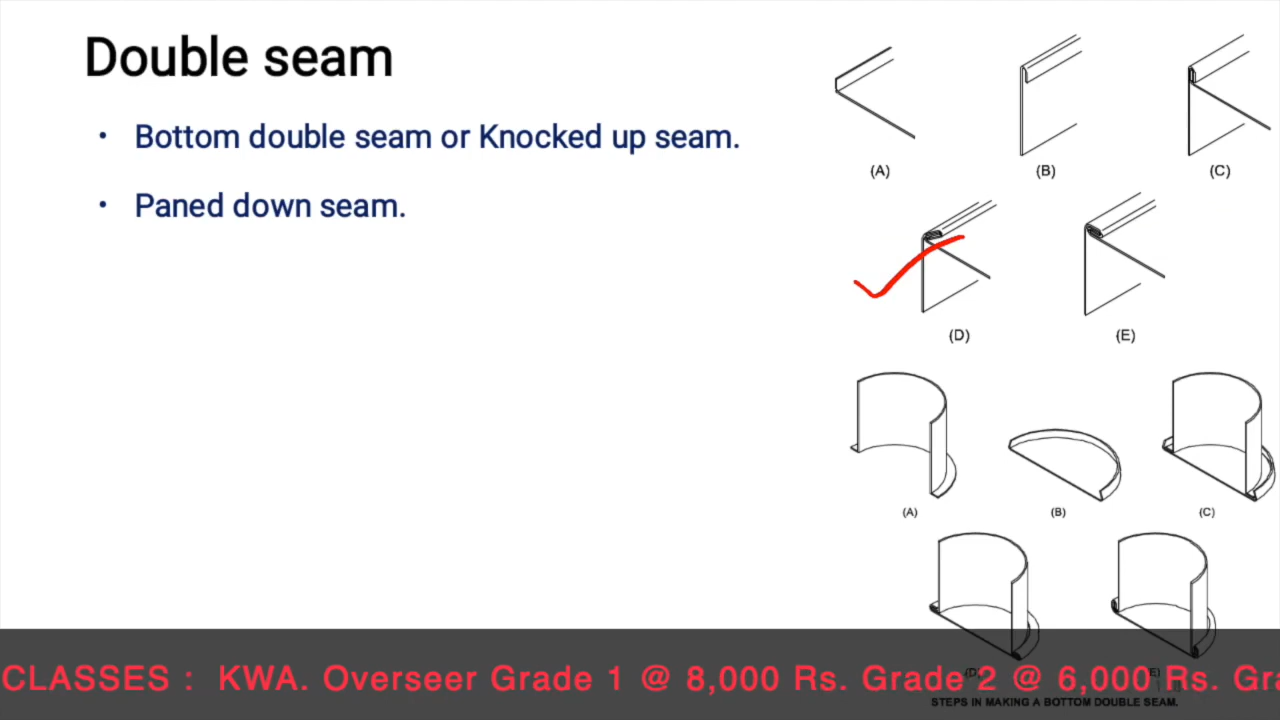 Double seam
• Bottom double seam or Knocked up seam.
• Paned down seam.
(A) (B) (C)
(D) (E)
(A) (B) (C)
(D) (E)
CLASSES : KWA. Overseer Grade 1 @ 8,000 Rs. Grade 2 @ 6,000 Rs. Gra
STEPS IN MAKING A BOTTOM DOUBLE SEAM.